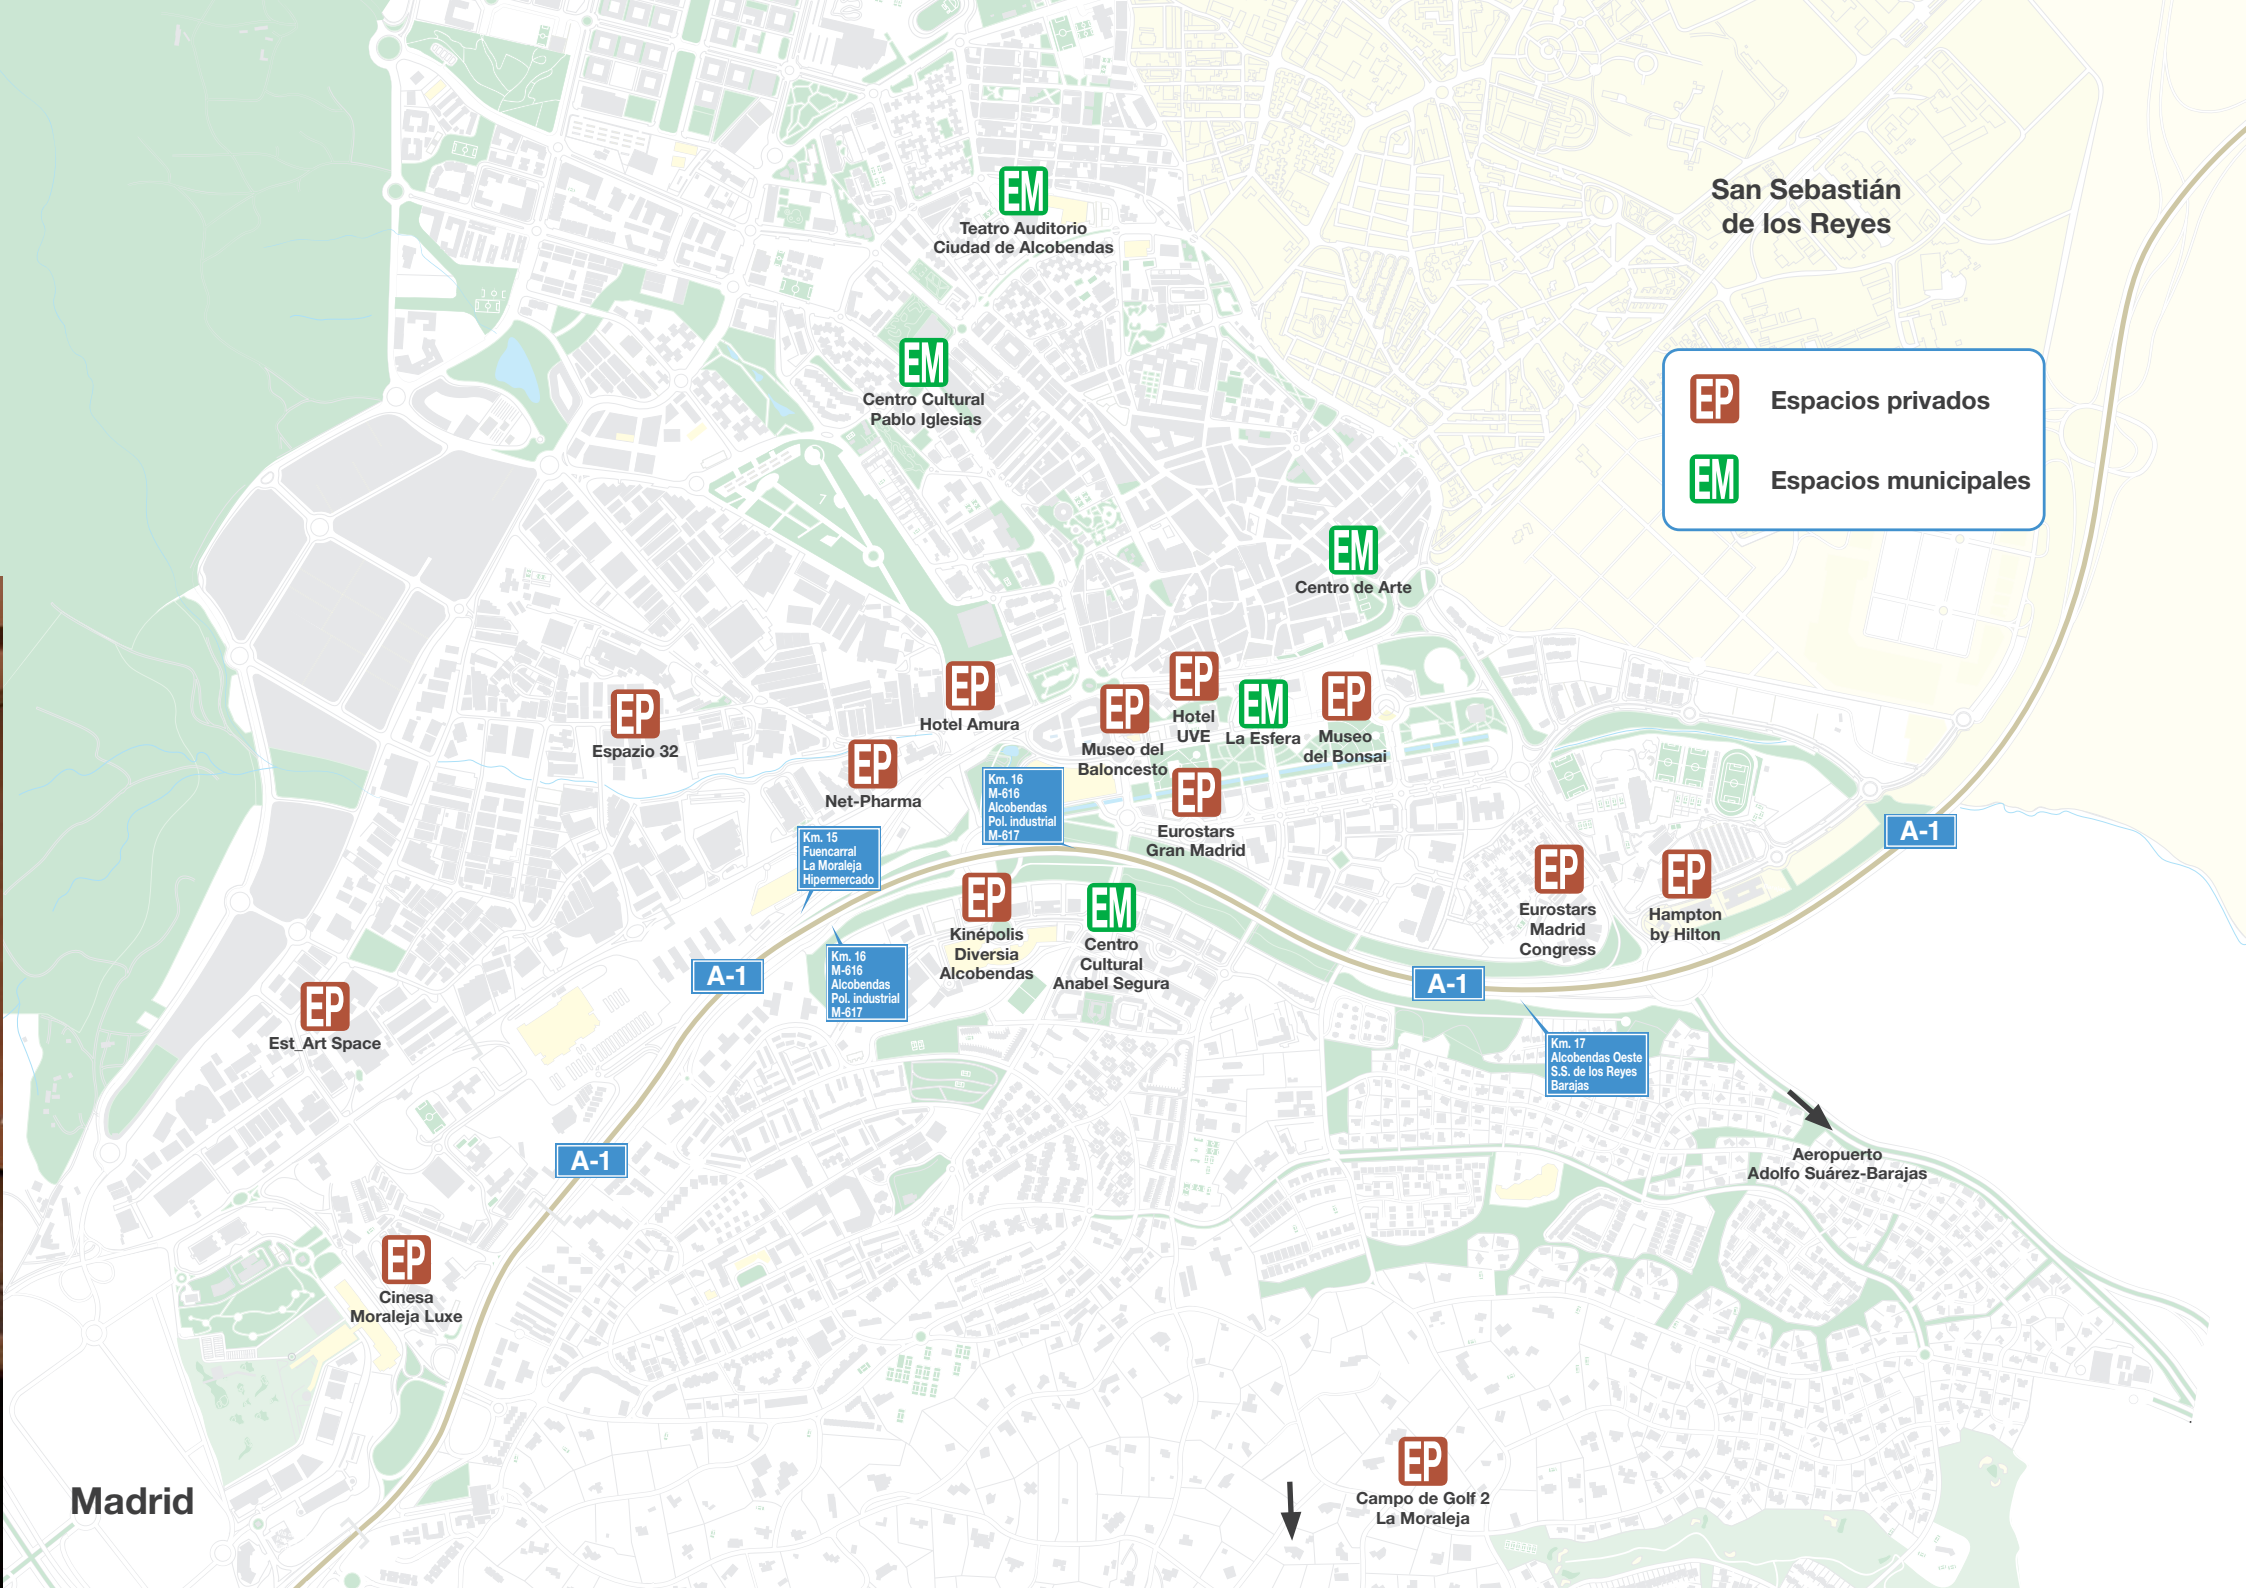 San Sebastián
de los Reyes
EM
Teatro Auditorio
Ciudad de Alcobendas
EM
Centro Cultural
Pablo Iglesias
EP
Espacios privados
EM
Espacios municipales
7
EM
Centro de Arte
EP
Hotel Amura
EP
Espazio 32
EP
Net-Pharma
EP
Museo del
Baloncesto
EP
Hotel
UVE
EM
La Esfera
EP
Museo
del Bonsai
EP
Eurostars
Gran Madrid
Km. 16
M-616
Alcobendas
Pol. industrial
M-617
Km. 15
Fuencarral
La Moraleja
Hipermercado
A-1
EP
Kinépolis
Diversia
Alcobendas
EM
Centro
Cultural
Anabel Segura
EP
Eurostars
Madrid
Congress
EP
Hampton
by Hilton
A-1
Km. 16
M-616
Alcobendas
Pol. industrial
M-617
A-1
EP
Est_Art Space
Km. 17
Alcobendas Oeste
S.S. de los Reyes
Barajas
A-1
Aeropuerto
Adolfo Suárez-Barajas
EP
Cinesa
Moraleja Luxe
EP
Campo de Golf 2
La Moraleja
Madrid